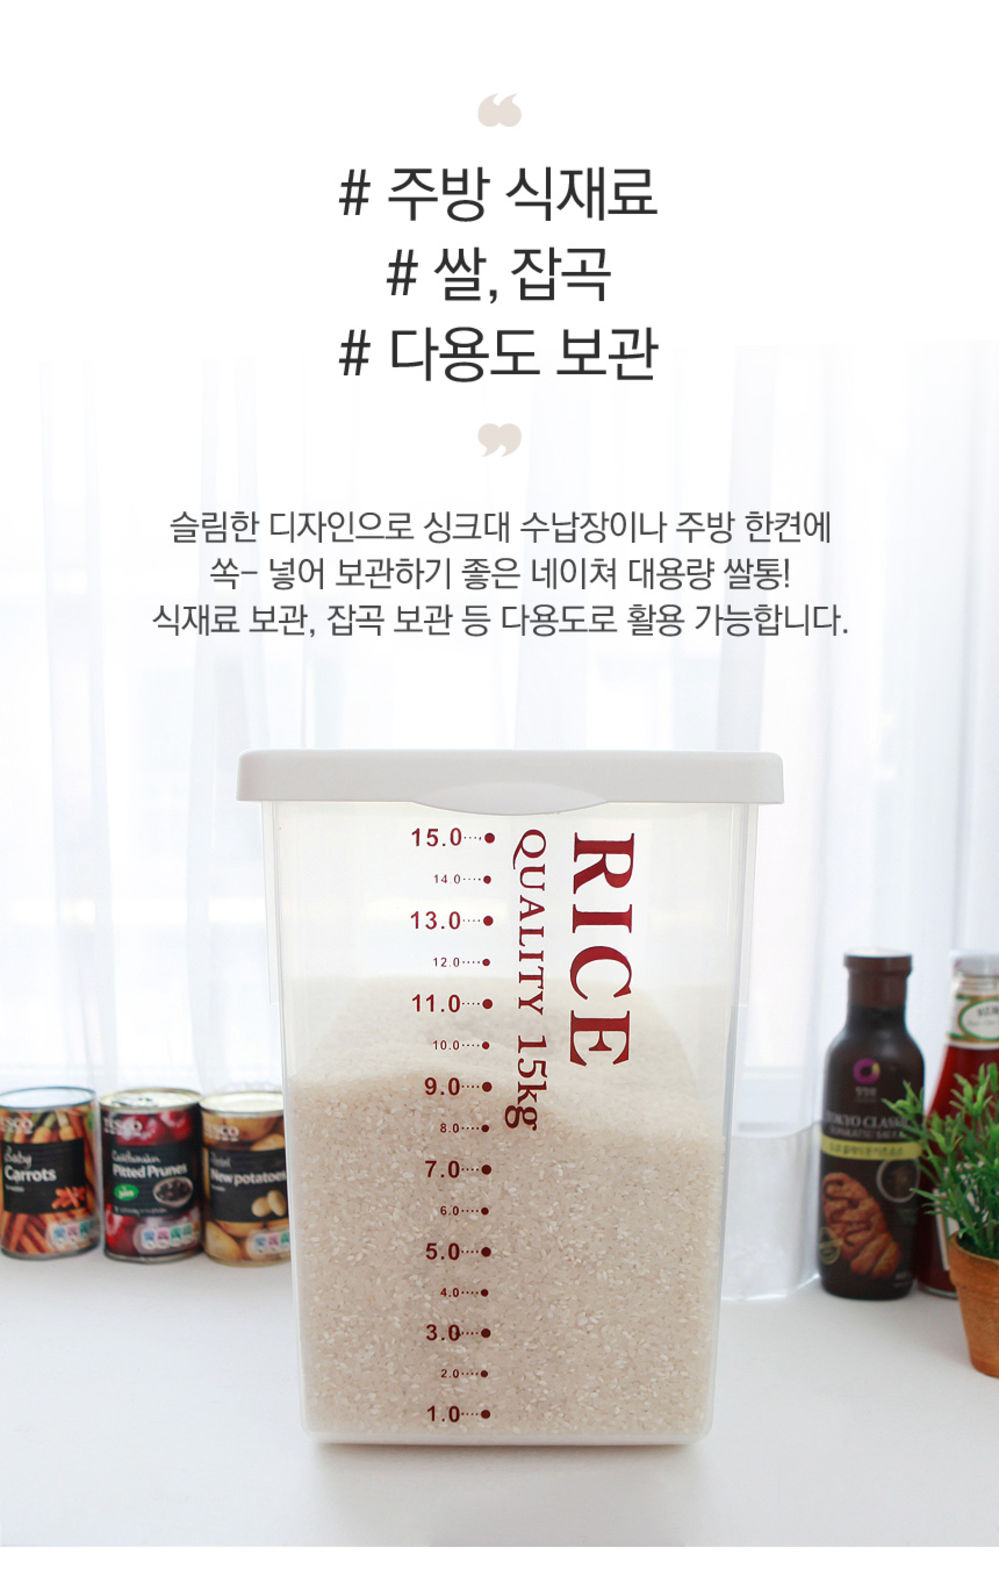 # 주방 식재료
# 쌀, 잡곡
# 다용도 보관
슬림한 디자인으로 싱크대 수납장이나 주방 한켠에
쏙- 넣어 보관하기 좋은 네이쳐 대용량 쌀통!
식재료 보관, 잡곡 보관 등 다용도로 활용 가능합니다.
RICE
QUALITY 15kg
15.0
14.0
13.0
12.0
11.0
10.0
9.0
8.0
7.0
6.0
5.0
4.0
3.0
2.0
1.0
TESCO
Baby
Carrots
TESCO
Pitted Prunes
TESCO
New potatoes
TOKYO CLASSIC